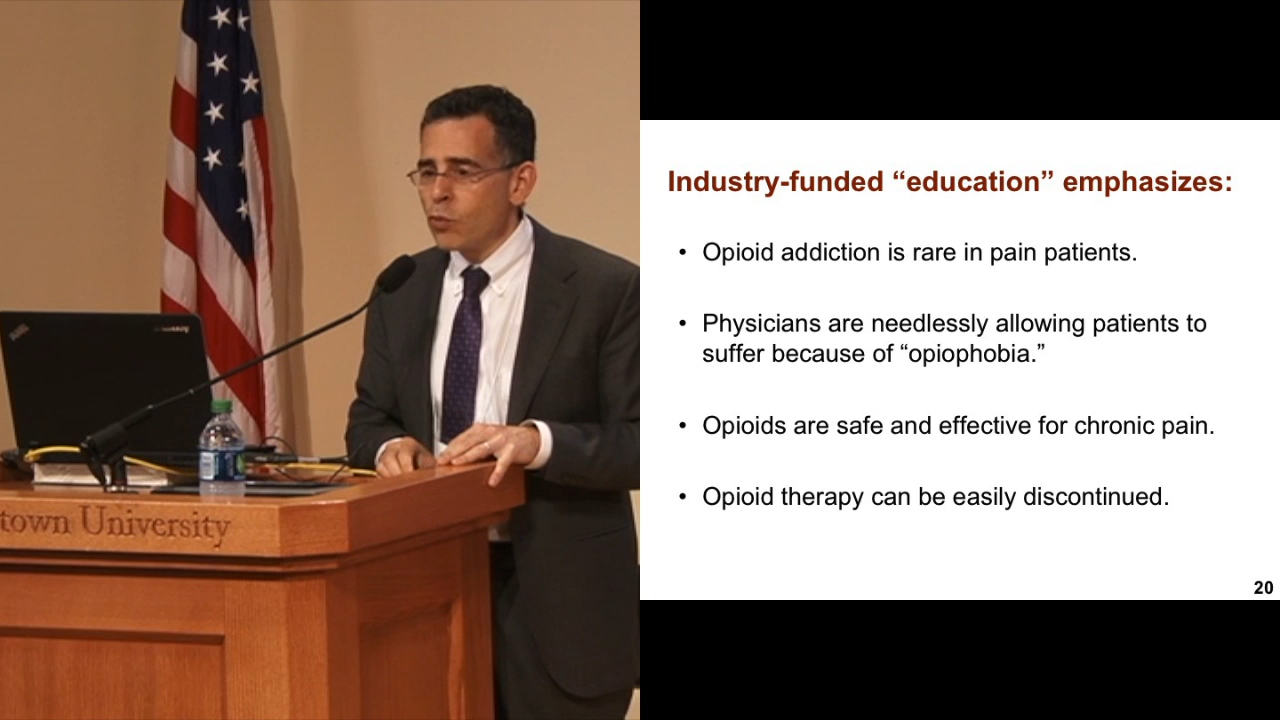 town University
Industry-funded “education” emphasizes:
• Opioid addiction is rare in pain patients.
• Physicians are needlessly allowing patients to
suffer because of “opiophobia.”
• Opioids are safe and effective for chronic pain.
• Opioid therapy can be easily discontinued.
20